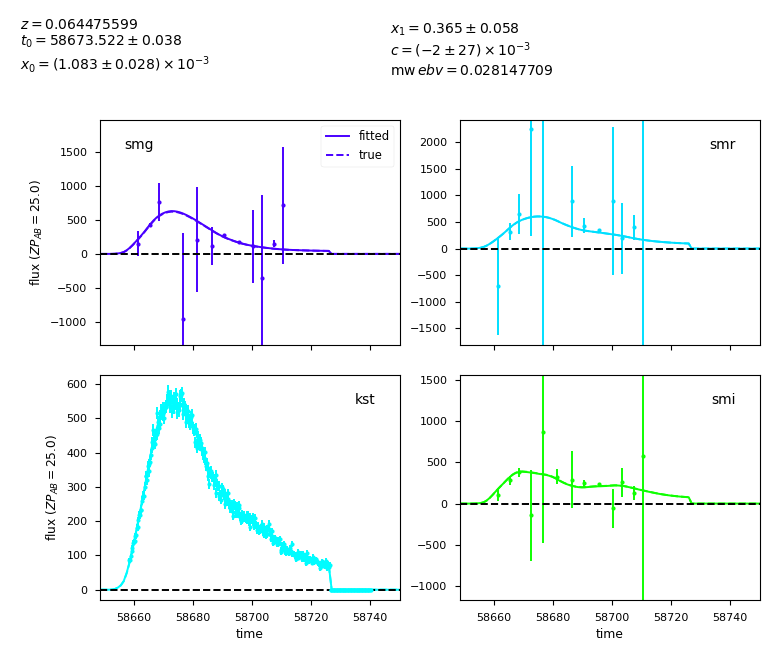 z = 0.064475599
t₀ = 58673.522 ± 0.038
x₀ = (1.083 ± 0.028) × 10⁻³
x₁ = 0.365 ± 0.058
c = (−2 ± 27) × 10⁻³
mw ebv = 0.028147709
smg
fitted
true
1500
1000
500
0
−500
−1000
flux (ZP_AB = 25.0)
smr
2000
1500
1000
500
0
−500
−1000
−1500
kst
600
500
400
300
200
100
0
flux (ZP_AB = 25.0)
58660 58680 58700 58720 58740
time
smi
1500
1000
500
0
−500
−1000
58660 58680 58700 58720 58740
time